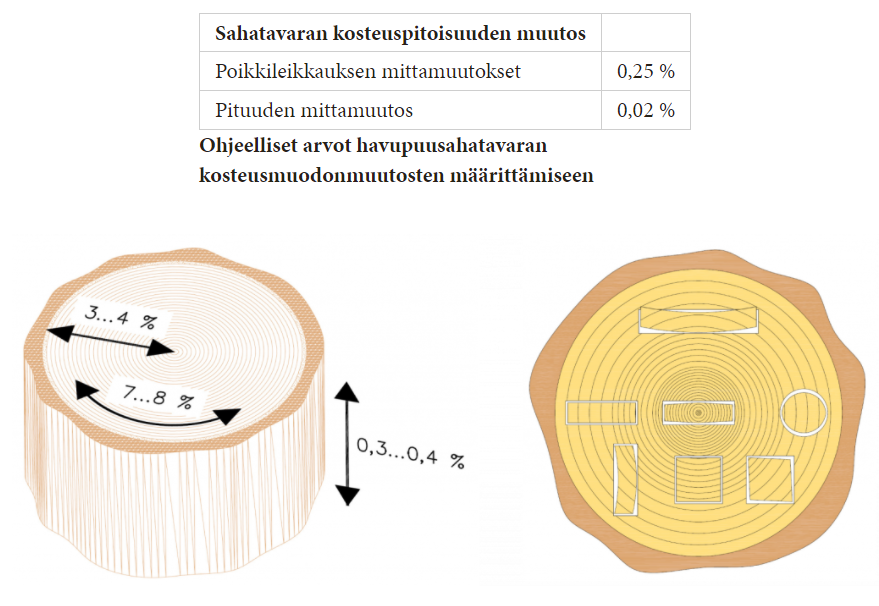 Sahatavaran kosteuspitoisuuden muutos
Poikkileikkauksen mittamuutokset 0,25 %
Pituuden mittamuutos 0,02 %
Ohjeelliset arvot havupuusahatavaran
kosteusmuodonmuutosten määrittämiseen
3...4 %
7...8 %
0,3...0,4 %